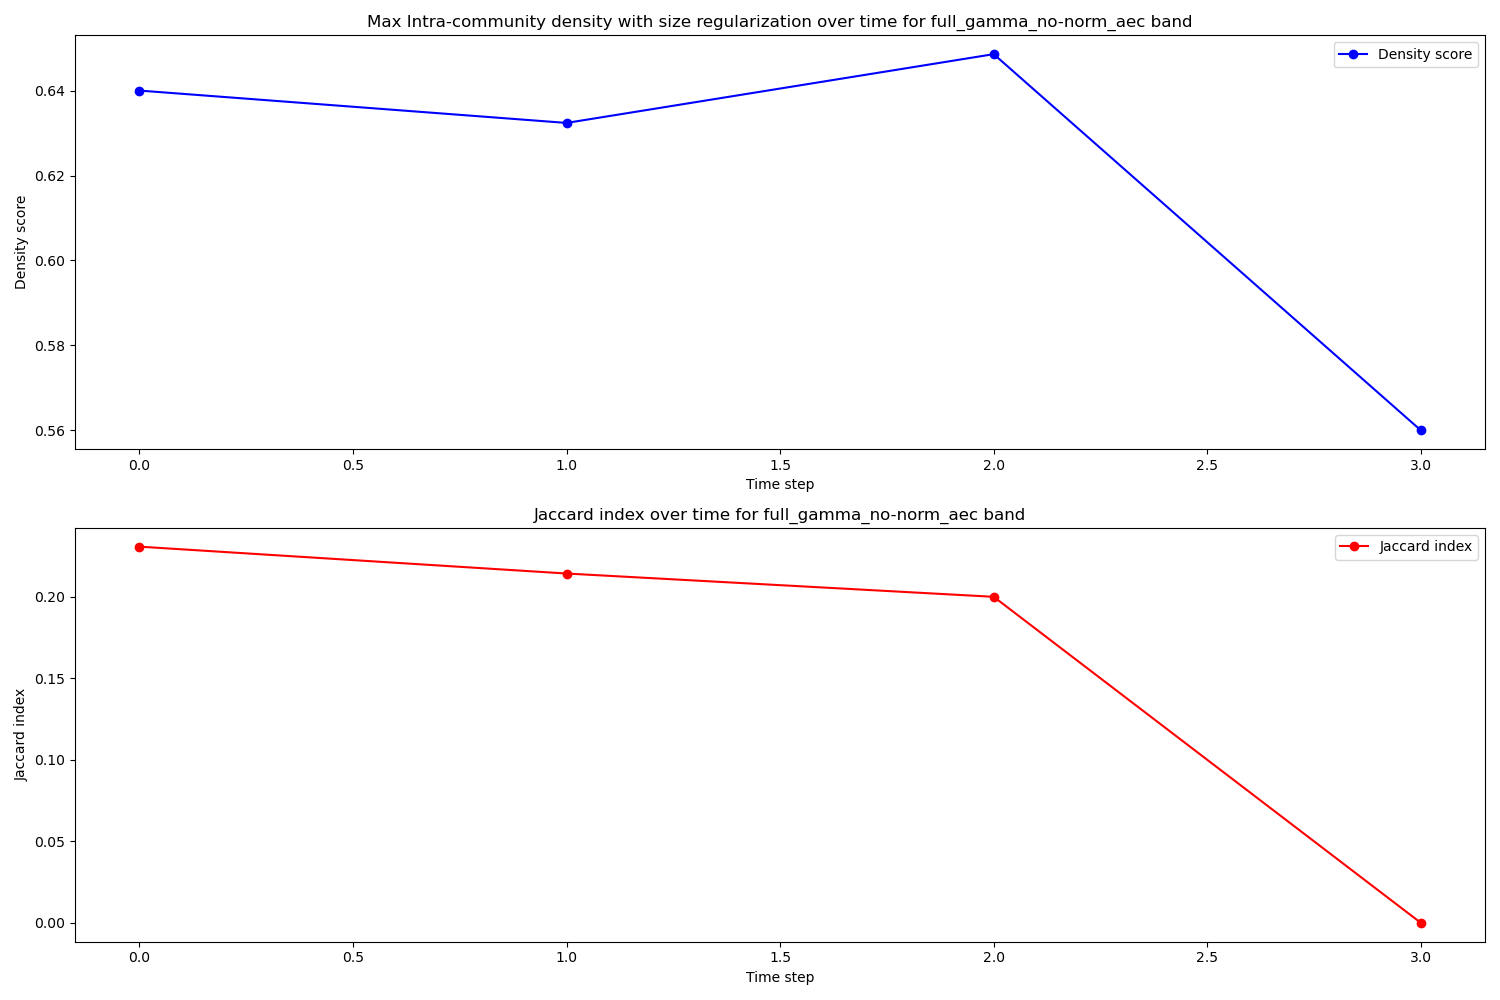 Max Intra-community density with size regularization over time for full_gamma_no-norm_aec band
Density score
0.64
0.62
0.60
0.58
0.56
Density score
0.0 0.5 1.0 1.5 2.0 2.5 3.0
Time step
Jaccard index over time for full_gamma_no-norm_aec band
Jaccard index
0.20
0.15
0.10
0.05
0.00
Jaccard index
0.0 0.5 1.0 1.5 2.0 2.5 3.0
Time step